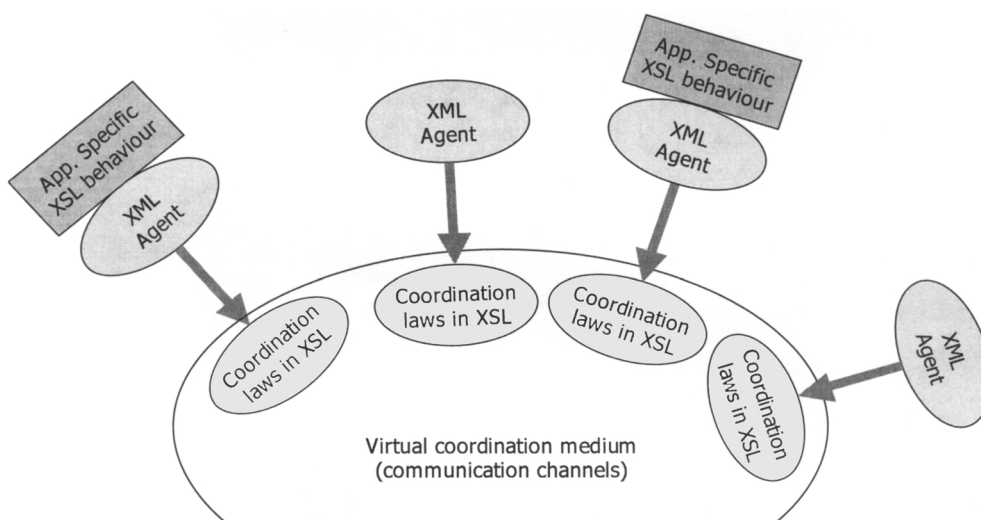 App. Specific
XSL behaviour
XML
Agent
XML
Agent
App. Specific
XSL behaviour
XML
Agent
XML
Agent
Coordination
laws in XSL
Coordination
laws in XSL
Coordination
laws in XSL
Coordination
laws in XSL
Virtual coordination medium
(communication channels)